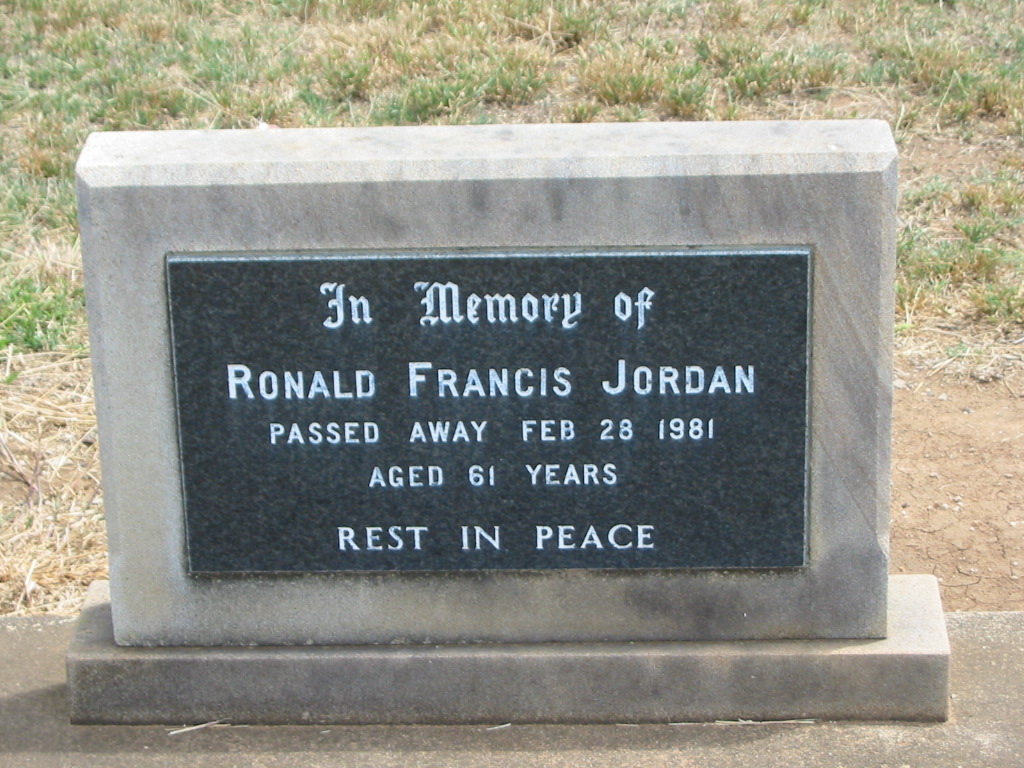 In Memory of
RONALD FRANCIS JORDAN
PASSED AWAY FEB 28 1981
AGED 61 YEARS
REST IN PEACE